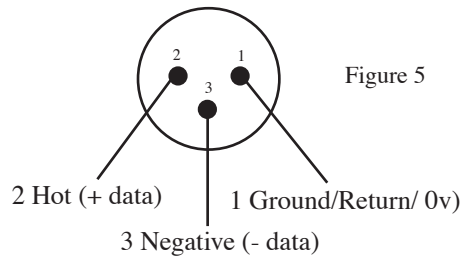 2
1
3
Figure 5
2 Hot (+ data)
1 Ground/Return/ 0v)
3 Negative (- data)